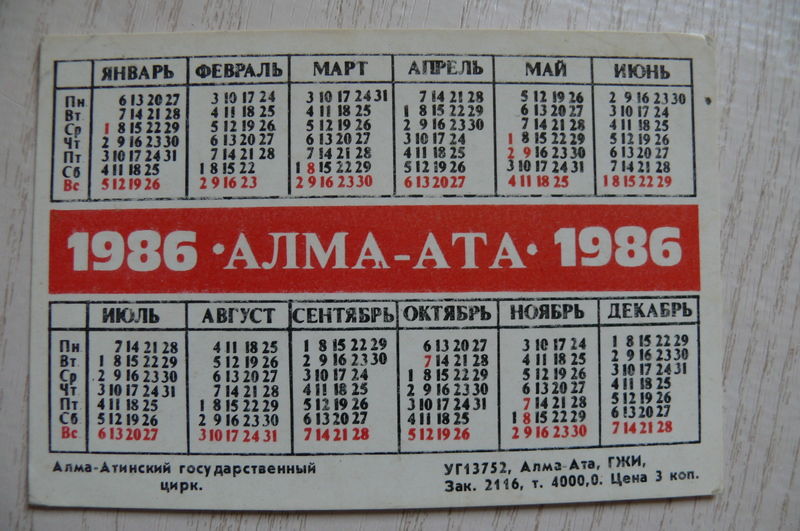 ЯНВАРЬ ФЕВРАЛЬ МАРТ АПРЕЛЬ МАЙ ИЮНЬ
Пн 6 13 20 27 3 10 17 24 3 10 17 24 31 7 14 21 28 5 12 19 26 2 9 16 23 30
Вт 7 14 21 28 4 11 18 25 4 11 18 25 1 8 15 22 29 6 13 20 27 3 10 17 24
Ср 1 8 15 22 29 5 12 19 26 5 12 19 26 2 9 16 23 30 7 14 21 28 4 11 18 25
Чт 2 9 16 23 30 6 13 20 27 6 13 20 27 3 10 17 24 1 8 15 22 29 5 12 19 26
Пт 3 10 17 24 31 7 14 21 28 7 14 21 28 4 11 18 25 2 9 16 23 30 6 13 20 27
Сб 4 11 18 25 1 8 15 22 1 8 15 22 29 5 12 19 26 3 10 17 24 31 7 14 21 28
Вс 5 12 19 26 2 9 16 23 2 9 16 23 30 6 13 20 27 4 11 18 25 1 8 15 22 29
1986 · АЛМА-АТА · 1986
ИЮЛЬ АВГУСТ СЕНТЯБРЬ ОКТЯБРЬ НОЯБРЬ ДЕКАБРЬ
Пн 7 14 21 28 4 11 18 25 1 8 15 22 29 6 13 20 27 3 10 17 24 1 8 15 22 29
Вт 1 8 15 22 29 5 12 19 26 2 9 16 23 30 7 14 21 28 4 11 18 25 2 9 16 23 30
Ср 2 9 16 23 30 6 13 20 27 3 10 17 24 1 8 15 22 29 5 12 19 26 3 10 17 24 31
Чт 3 10 17 24 31 7 14 21 28 4 11 18 25 2 9 16 23 30 6 13 20 27 4 11 18 25
Пт 4 11 18 25 1 8 15 22 29 5 12 19 26 3 10 17 24 31 7 14 21 28 5 12 19 26
Сб 5 12 19 26 2 9 16 23 30 6 13 20 27 4 11 18 25 1 8 15 22 29 6 13 20 27
Вс 6 13 20 27 3 10 17 24 31 7 14 21 28 5 12 19 26 2 9 16 23 30 7 14 21 28
Алма-Атинский государственный
цирк.
УГ13752, Алма-Ата, ГЖИ,
Зак. 2116, т. 4000,0. Цена 3 коп.